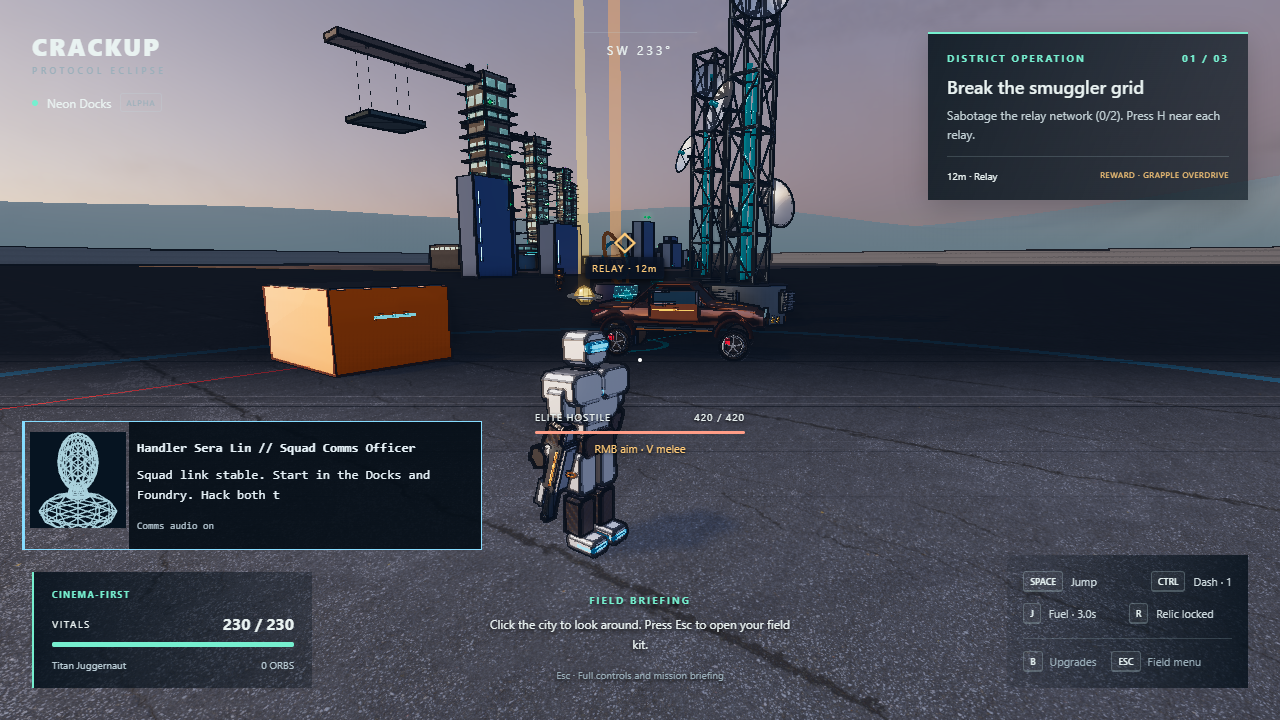 CRACKUP
PROTOCOL ECLIPSE
Neon Docks ALPHA
SW 233°
DISTRICT OPERATION 01 / 03
Break the smuggler grid
Sabotage the relay network (0/2). Press H near each
relay.
12m · Relay REWARD · GRAPPLE OVERDRIVE
RELAY · 12m
ELITE HOSTILE 420 / 420
RMB aim · V melee
Handler Sera Lin // Squad Comms Officer
Squad link stable. Start in the Docks and
Foundry. Hack both t
Comms audio on
CINEMA-FIRST
VITALS 230 / 230
Titan Juggernaut 0 ORBS
FIELD BRIEFING
Click the city to look around. Press Esc to open your field
kit.
Esc · Full controls and mission briefing
SPACE Jump CTRL Dash · 1
J Fuel · 3.0s R Relic locked
B Upgrades ESC Field menu